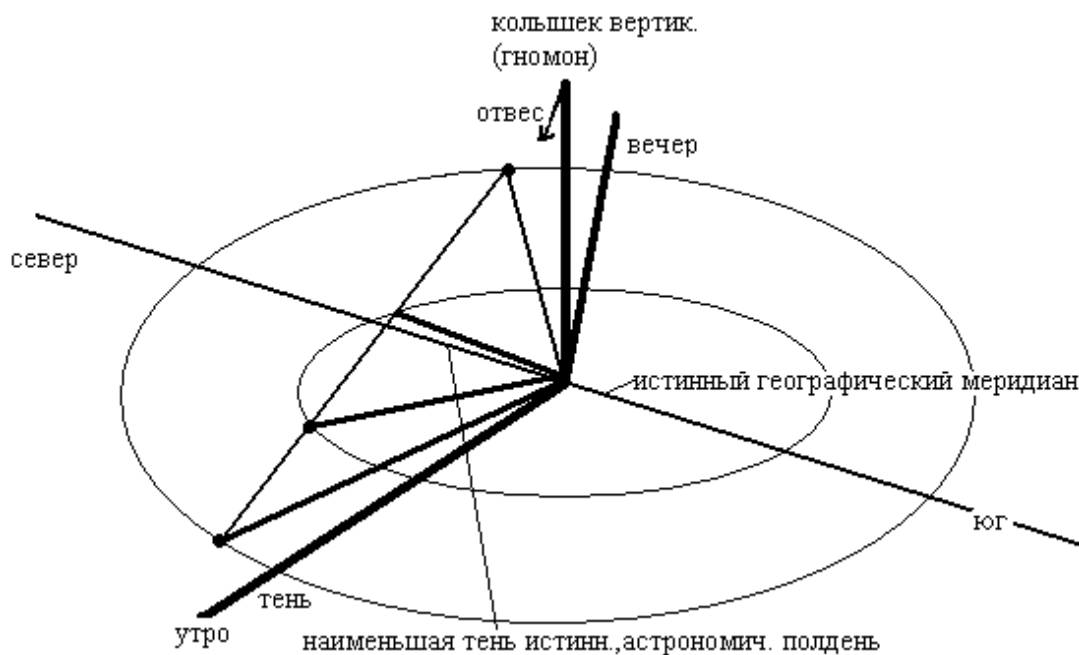 колышек вертик.
(гномон)
отвес
вечер
север
истинный географический меридиан
юг
тень
утро
наименьшая тень истинн.,астрономич. полдень